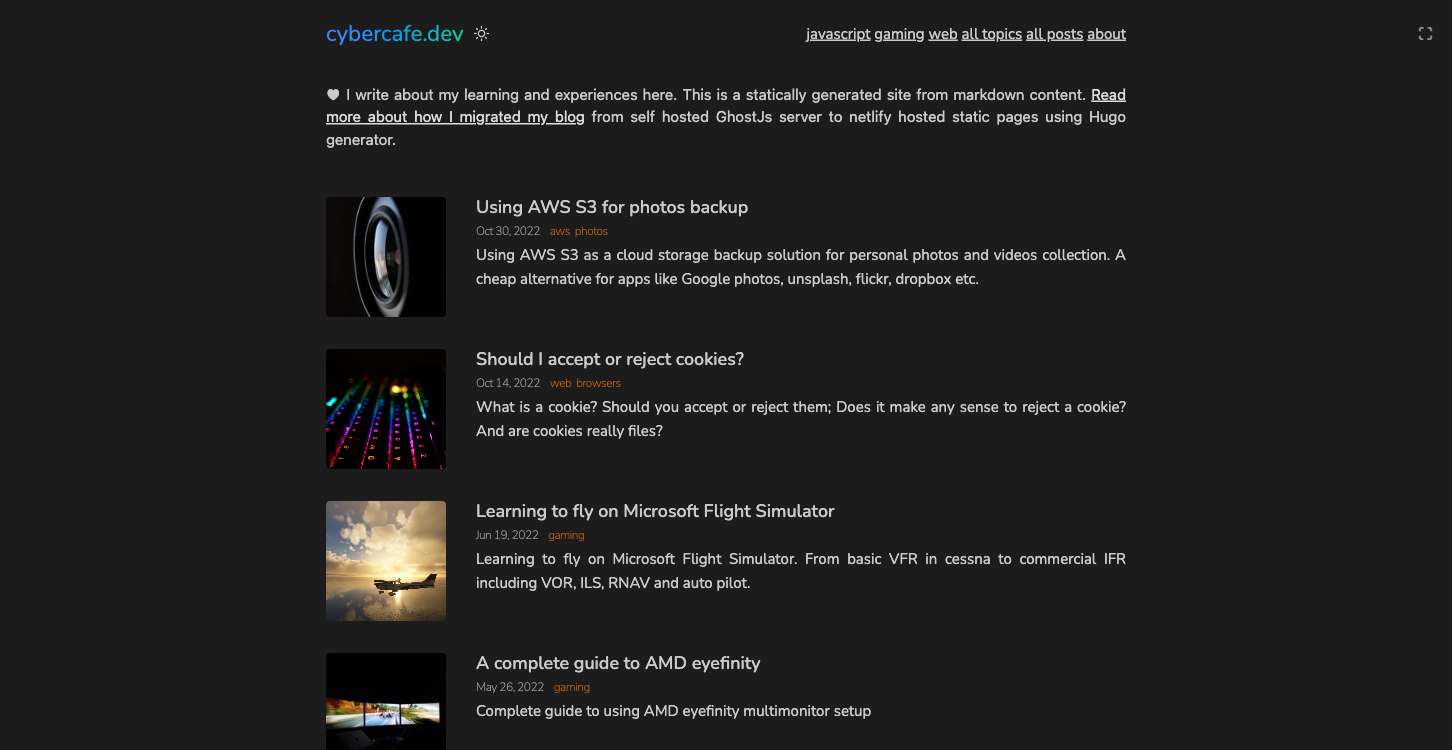 cybercafe.dev
javascript gaming web all topics all posts about
I write about my learning and experiences here. This is a statically generated site from markdown content. Read
more about how I migrated my blog from self hosted GhostJs server to netlify hosted static pages using Hugo
generator.
Using AWS S3 for photos backup
Oct 30, 2022 aws photos
Using AWS S3 as a cloud storage backup solution for personal photos and videos collection. A
cheap alternative for apps like Google photos, unsplash, flickr, dropbox etc.
Should I accept or reject cookies?
Oct 14, 2022 web browsers
What is a cookie? Should you accept or reject them; Does it make any sense to reject a cookie?
And are cookies really files?
Learning to fly on Microsoft Flight Simulator
Jun 19, 2022 gaming
Learning to fly on Microsoft Flight Simulator. From basic VFR in cessna to commercial IFR
including VOR, ILS, RNAV and auto pilot.
A complete guide to AMD eyefinity
May 26, 2022 gaming
Complete guide to using AMD eyefinity multimonitor setup